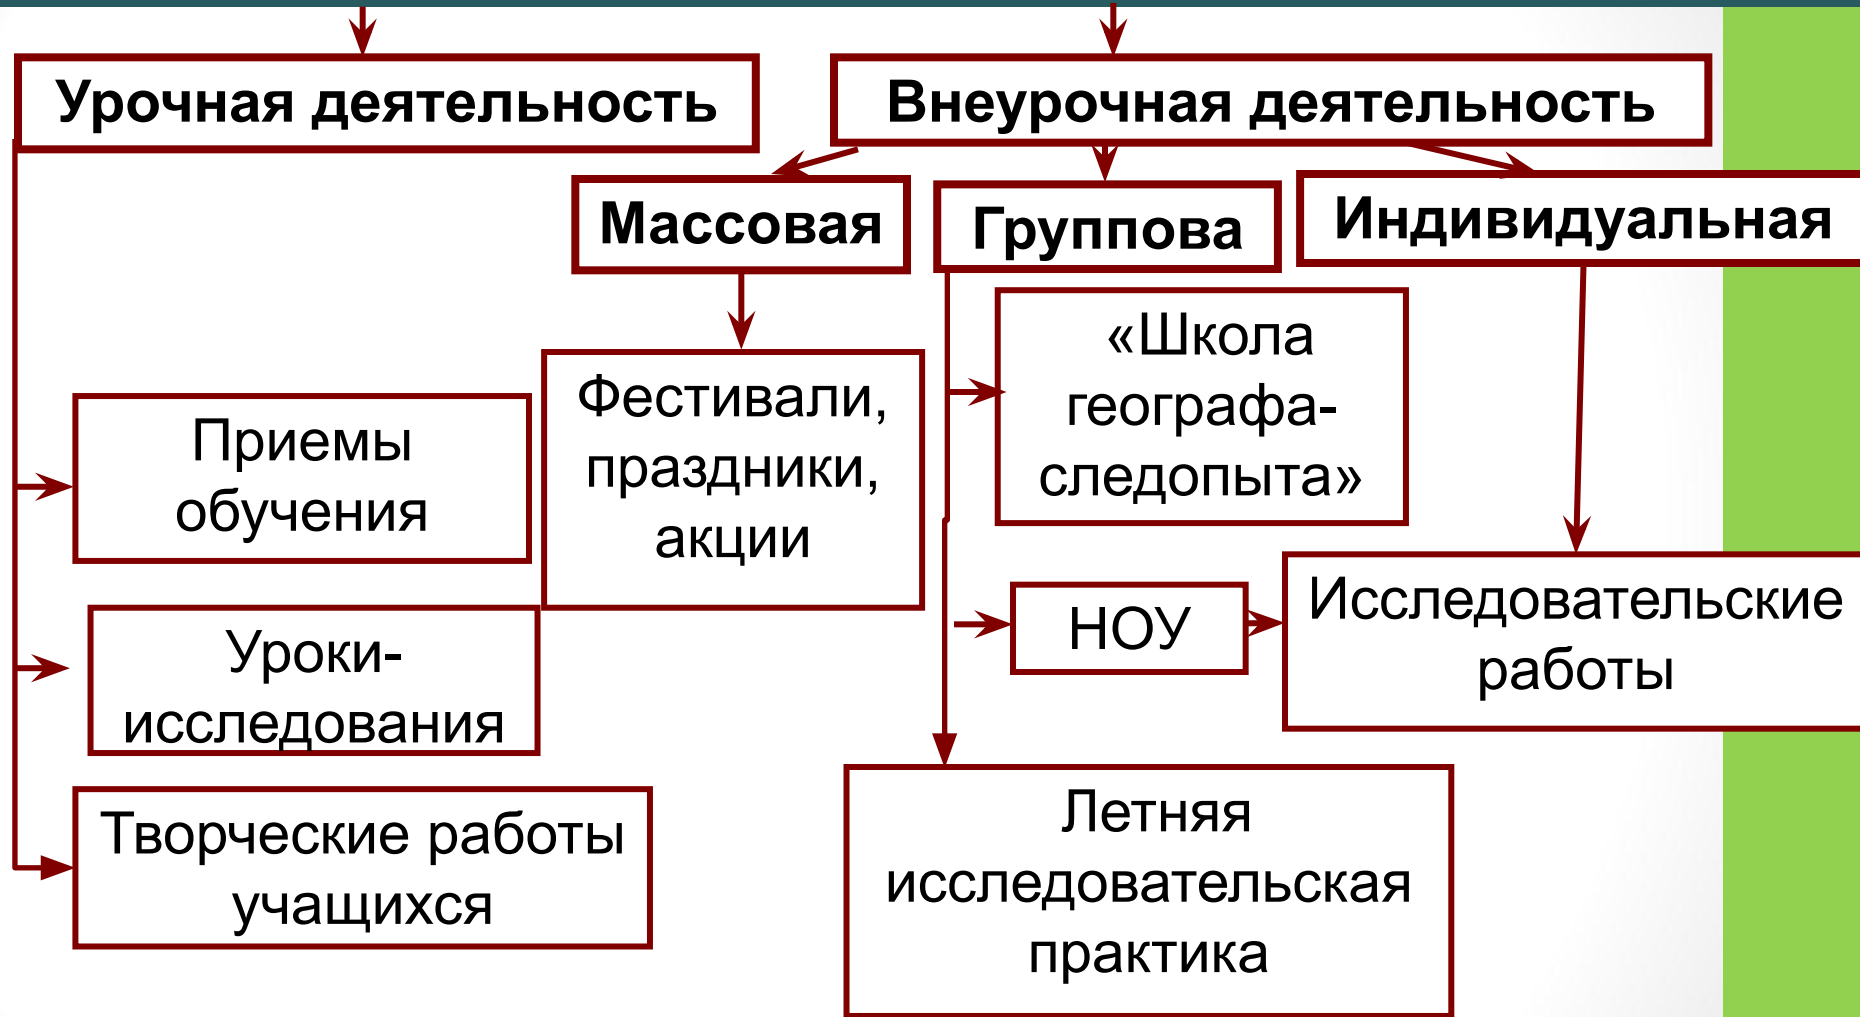 Урочная деятельность
Внеурочная деятельность
Массовая
Группова
Индивидуальная
«Школа
географа-
следопыта»
Фестивали,
праздники,
акции
Приемы
обучения
Уроки-
исследования
НОУ
Исследовательские
работы
Творческие работы
учащихся
Летняя
исследовательская
практика